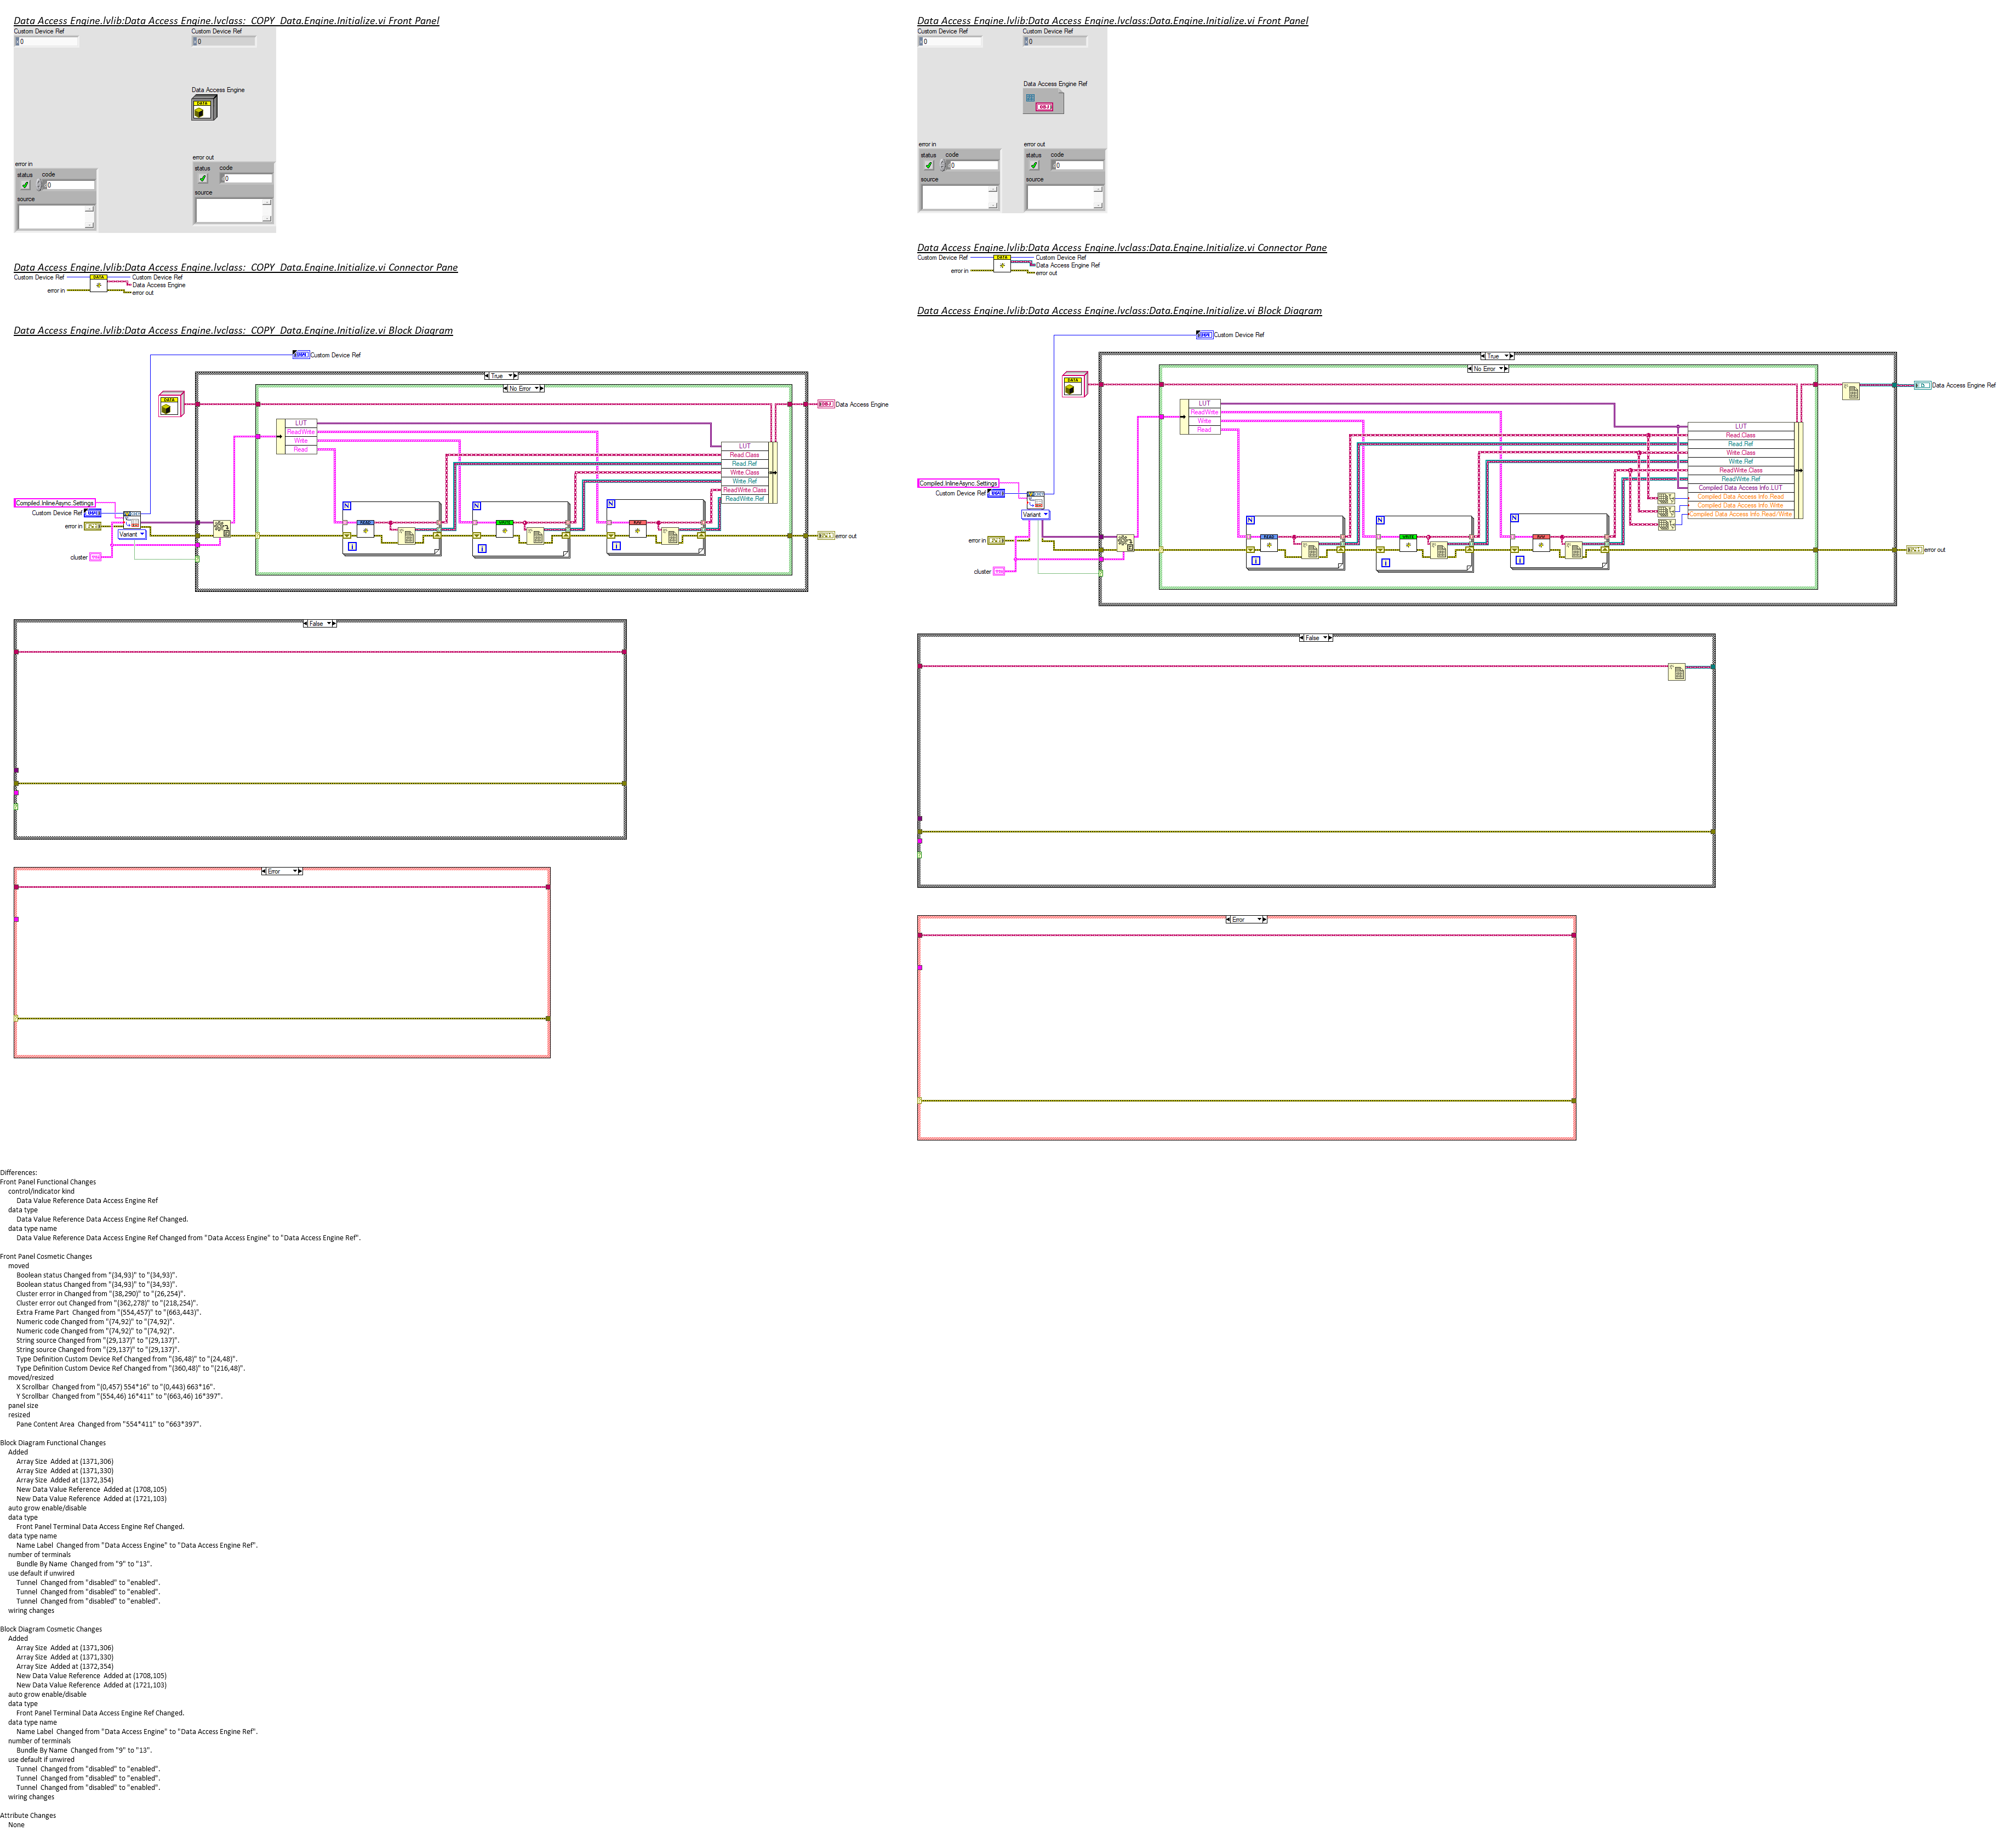 Data Access Engine.lvlib:Data Access Engine.lvclass:_COPY_Data.Engine.Initialize.vi Front Panel
Custom Device Ref
Custom Device Ref
0
0
Data Access Engine
DATA
error in
status
code
0
source
error out
status
code
0
source
Data Access Engine.lvlib:Data Access Engine.lvclass:_COPY_Data.Engine.Initialize.vi Connector Pane
Custom Device Ref
error in
DATA
Custom Device Ref
Data Access Engine
error out
Data Access Engine.lvlib:Data Access Engine.lvclass:_COPY_Data.Engine.Initialize.vi Block Diagram
Custom Device Ref
True
No Error
DATA
OBJ
Data Access Engine
LUT
ReadWrite
Write
Read
LUT
Read.Class
Read.Ref
Write.Class
Write.Ref
ReadWrite.Class
ReadWrite.Ref
Compiled.InlineAsync.Settings
Custom Device Ref
error in
Variant
cluster
N
READ
i
N
WRITE
i
N
R/W
i
error out
False
Error
Data Access Engine.lvlib:Data Access Engine.lvclass:Data.Engine.Initialize.vi Front Panel
Custom Device Ref
Custom Device Ref
0
0
Data Access Engine Ref
OBJ
error in
status
code
0
source
error out
status
code
0
source
Data Access Engine.lvlib:Data Access Engine.lvclass:Data.Engine.Initialize.vi Connector Pane
Custom Device Ref
error in
DATA
Custom Device Ref
Data Access Engine Ref
error out
Data Access Engine.lvlib:Data Access Engine.lvclass:Data.Engine.Initialize.vi Block Diagram
Custom Device Ref
True
No Error
DATA
Data Access Engine Ref
LUT
ReadWrite
Write
Read
LUT
Read.Class
Read.Ref
Write.Class
Write.Ref
ReadWrite.Class
ReadWrite.Ref
Compiled Data Access Info.LUT
Compiled Data Access Info.Read
Compiled Data Access Info.Write
Compiled Data Access Info.Read/Write
Compiled.InlineAsync.Settings
Custom Device Ref
Variant
error in
cluster
N
READ
i
N
WRITE
i
N
R/W
i
error out
False
Error
Differences:
Front Panel Functional Changes
control/indicator kind
Data Value Reference Data Access Engine Ref
data type
Data Value Reference Data Access Engine Ref Changed.
data type name
Data Value Reference Data Access Engine Ref Changed from "Data Access Engine" to "Data Access Engine Ref".
Front Panel Cosmetic Changes
moved
Boolean status Changed from "(34,93)" to "(34,93)".
Boolean status Changed from "(34,93)" to "(34,93)".
Cluster error in Changed from "(38,290)" to "(26,254)".
Cluster error out Changed from "(362,278)" to "(218,254)".
Extra Frame Part  Changed from "(554,457)" to "(663,443)".
Numeric code Changed from "(74,92)" to "(74,92)".
Numeric code Changed from "(74,92)" to "(74,92)".
String source Changed from "(29,137)" to "(29,137)".
String source Changed from "(29,137)" to "(29,137)".
Type Definition Custom Device Ref Changed from "(36,48)" to "(24,48)".
Type Definition Custom Device Ref Changed from "(360,48)" to "(216,48)".
moved/resized
X Scrollbar  Changed from "(0,457) 554*16" to "(0,443) 663*16".
Y Scrollbar  Changed from "(554,46) 16*411" to "(663,46) 16*397".
panel size
resized
Pane Content Area  Changed from "554*411" to "663*397".
Block Diagram Functional Changes
Added
Array Size  Added at (1371,306)
Array Size  Added at (1371,330)
Array Size  Added at (1372,354)
New Data Value Reference  Added at (1708,105)
New Data Value Reference  Added at (1721,103)
auto grow enable/disable
data type
Front Panel Terminal Data Access Engine Ref Changed.
data type name
Name Label  Changed from "Data Access Engine" to "Data Access Engine Ref".
number of terminals
Bundle By Name  Changed from "9" to "13".
use default if unwired
Tunnel  Changed from "disabled" to "enabled".
Tunnel  Changed from "disabled" to "enabled".
Tunnel  Changed from "disabled" to "enabled".
wiring changes
Block Diagram Cosmetic Changes
Added
Array Size  Added at (1371,306)
Array Size  Added at (1371,330)
Array Size  Added at (1372,354)
New Data Value Reference  Added at (1708,105)
New Data Value Reference  Added at (1721,103)
auto grow enable/disable
data type
Front Panel Terminal Data Access Engine Ref Changed.
data type name
Name Label  Changed from "Data Access Engine" to "Data Access Engine Ref".
number of terminals
Bundle By Name  Changed from "9" to "13".
use default if unwired
Tunnel  Changed from "disabled" to "enabled".
Tunnel  Changed from "disabled" to "enabled".
Tunnel  Changed from "disabled" to "enabled".
wiring changes
Attribute Changes
None